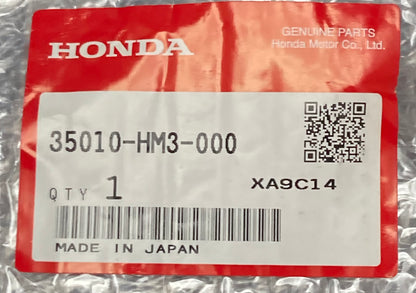 HONDA
GENUINE PARTS
Honda Motor Co., Ltd.
35010-HM3-000
QTY 1
XA9C14
MADE IN JAPAN